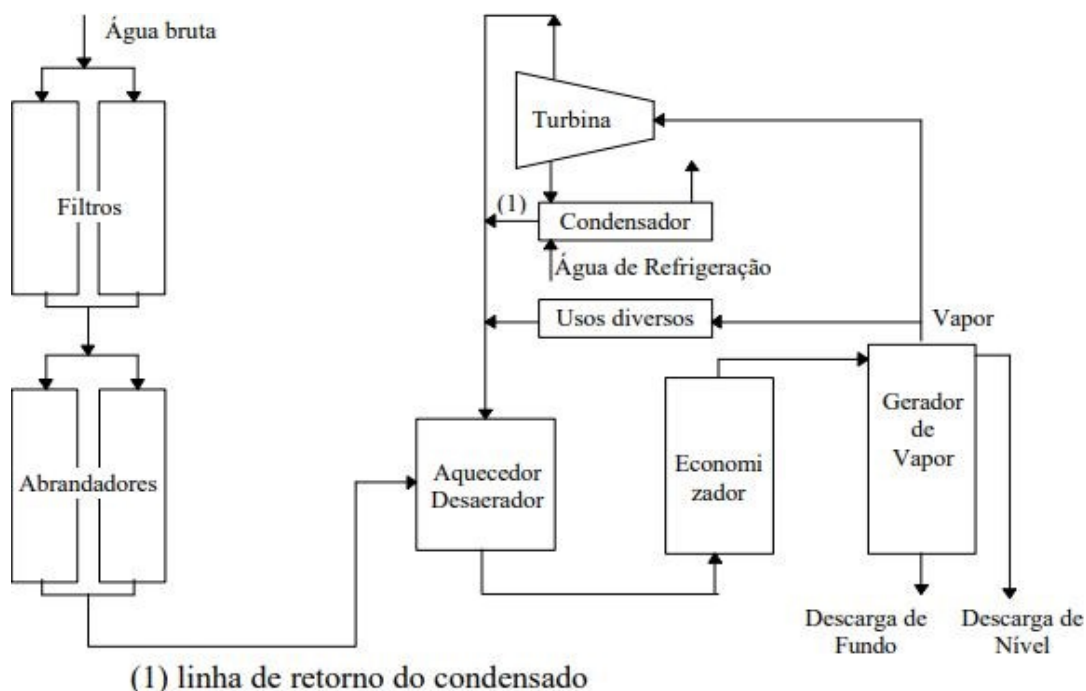 Água bruta
Turbina
Filtros
(1)
Condensador
Água de Refrigeração
Usos diversos
Vapor
Gerador
de
Vapor
Abrandadores
Aquecedor
Desaerador
Economi
zador
Descarga de
Fundo
Descarga de
Nível
(1) linha de retorno do condensado